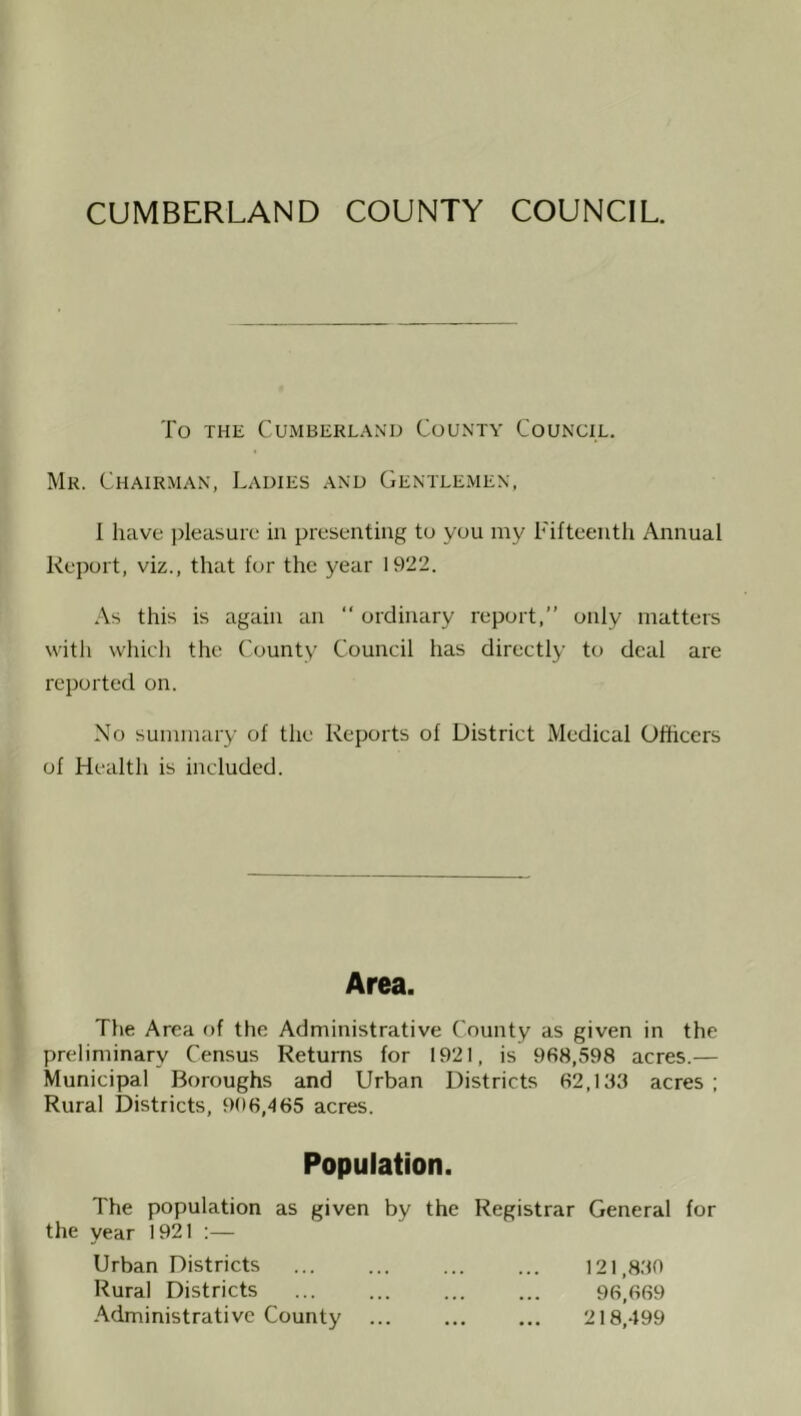 CUMBERLAND COUNTY COUNCIL.
To the Cumberland County Council.
Mr. Chairman, Ladies and Gentlemen,
I have pleasure in presenting to you my Fifteenth Annual
Report, viz., that for the year 1922.
As this is again an “ ordinary report,” only matters
with which the County Council has directly to deal are
reported on.
No summary of the Reports of District Medical Officers
of Health is included.
Area.
The Area of the Administrative County as given in the
preliminary Census Returns for 1921, is 968,598 acres.—
Municipal Boroughs and Urban Districts 62,133 acres ;
Rural Districts, 906,465 acres.
Population.
The population as given by the Registrar General for
the year 1921 :—
Urban Districts ... ... ... ... 121,830
Rural Districts ... ... ... ... 96,669
Administrative County ... ... ... 218,499